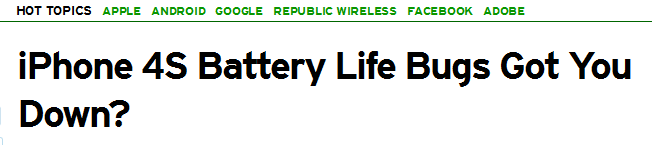 HOT TOPICS APPLE ANDROID GOOGLE REPUBLIC WIRELESS FACEBOOK ADOBE
iPhone 4S Battery Life Bugs Got You
Down?